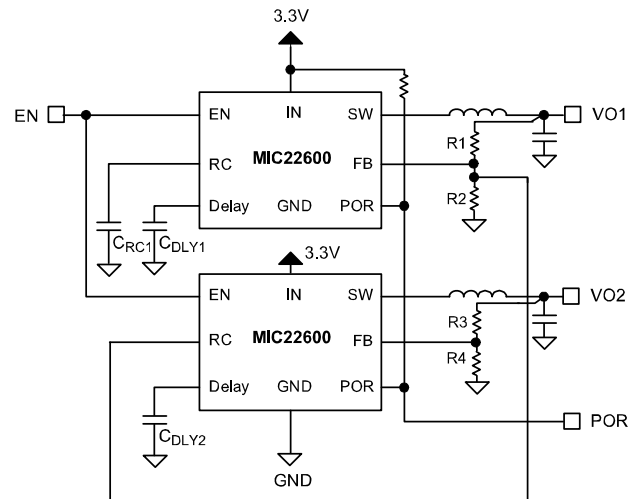 3.3V
EN
EN
IN
SW
VO1
R1
RC
MIC22600
FB
R2
Delay
GND
POR
CRC1
CDLY1
3.3V
EN
IN
SW
VO2
R3
RC
MIC22600
FB
R4
Delay
GND
POR
CDLY2
POR
GND